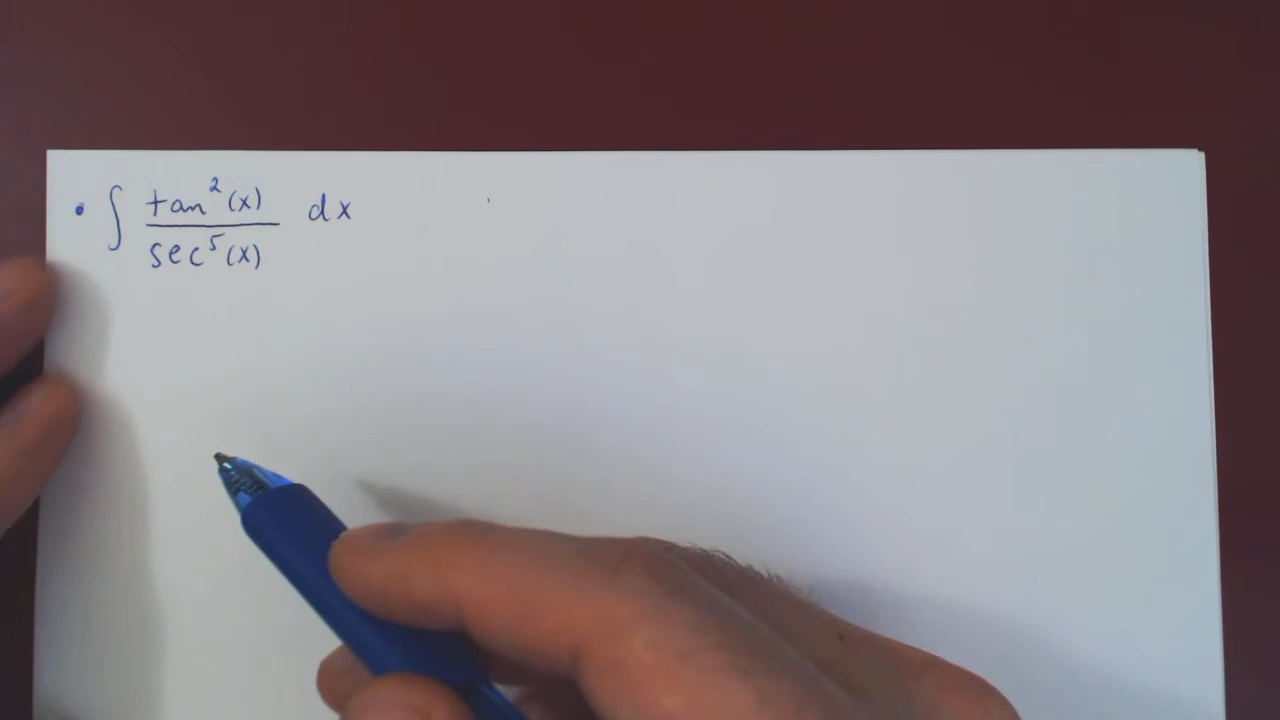 • ∫ tan²(x) / sec⁵(x) dx